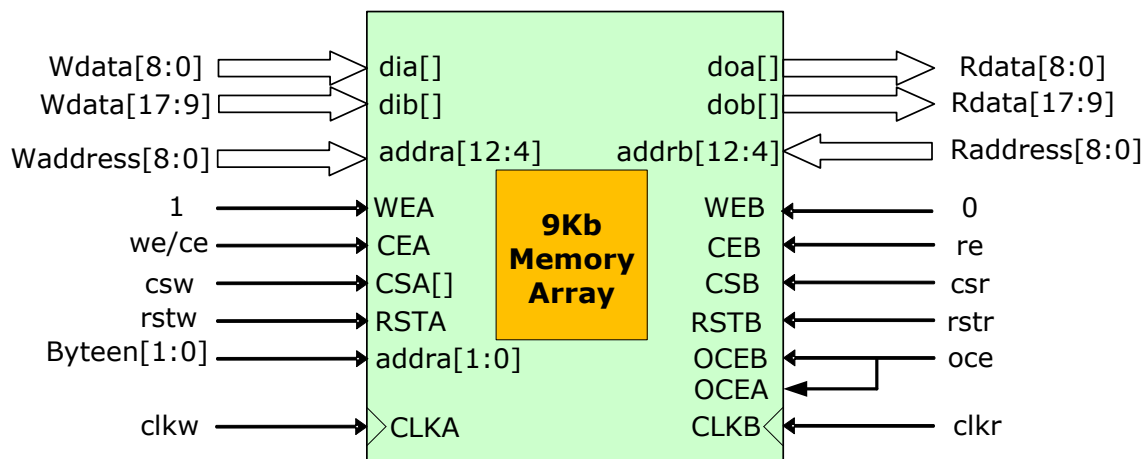 Wdata[8:0] dia[] doa[] Rdata[8:0]
Wdata[17:9] dib[] dob[] Rdata[17:9]
Waddress[8:0] addra[12:4] addrb[12:4] Raddress[8:0]
1 WEA 9Kb WEB 0
we/ce CEA Memory CEB re
csw CSA[] Array CSB csr
rstw RSTA RSTB rstr
Byteen[1:0] addra[1:0] OCEB oce
OCEA
clkw CLKA CLKB clkr